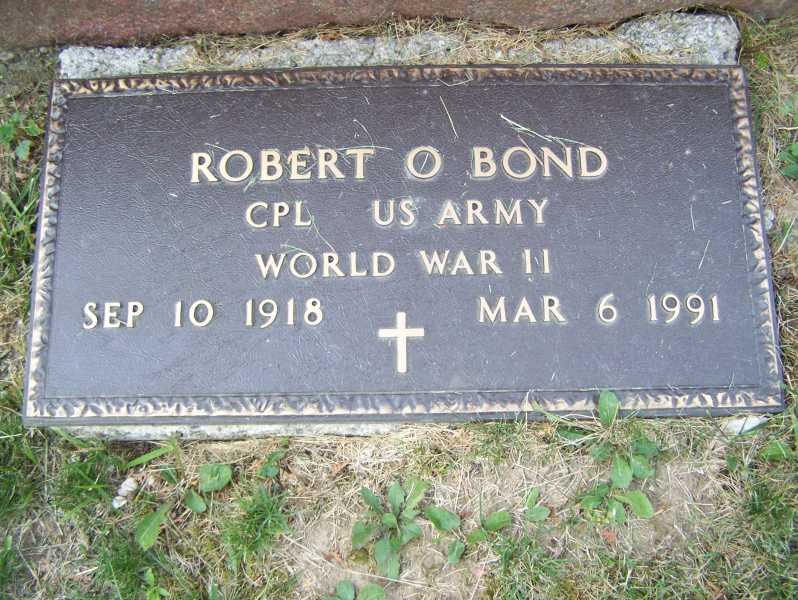 ROBERT O BOND
CPL US ARMY
WORLD WAR II
SEP 10 1918 MAR 6 1991